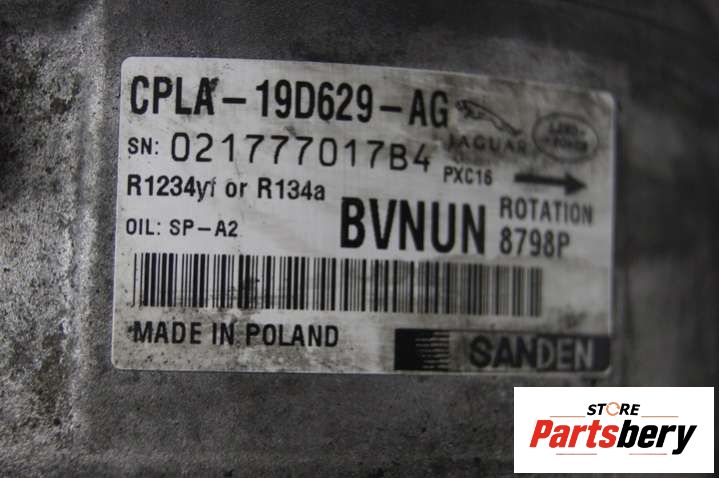 CPLA-19D629-AG
JAGUAR
LAND ROVER
SN: 021777017B4
PXC16
R1234yf or R134a
OIL: SP-A2
BVNUN
ROTATION
8798P
MADE IN POLAND
SANDEN
STORE
Partsbery